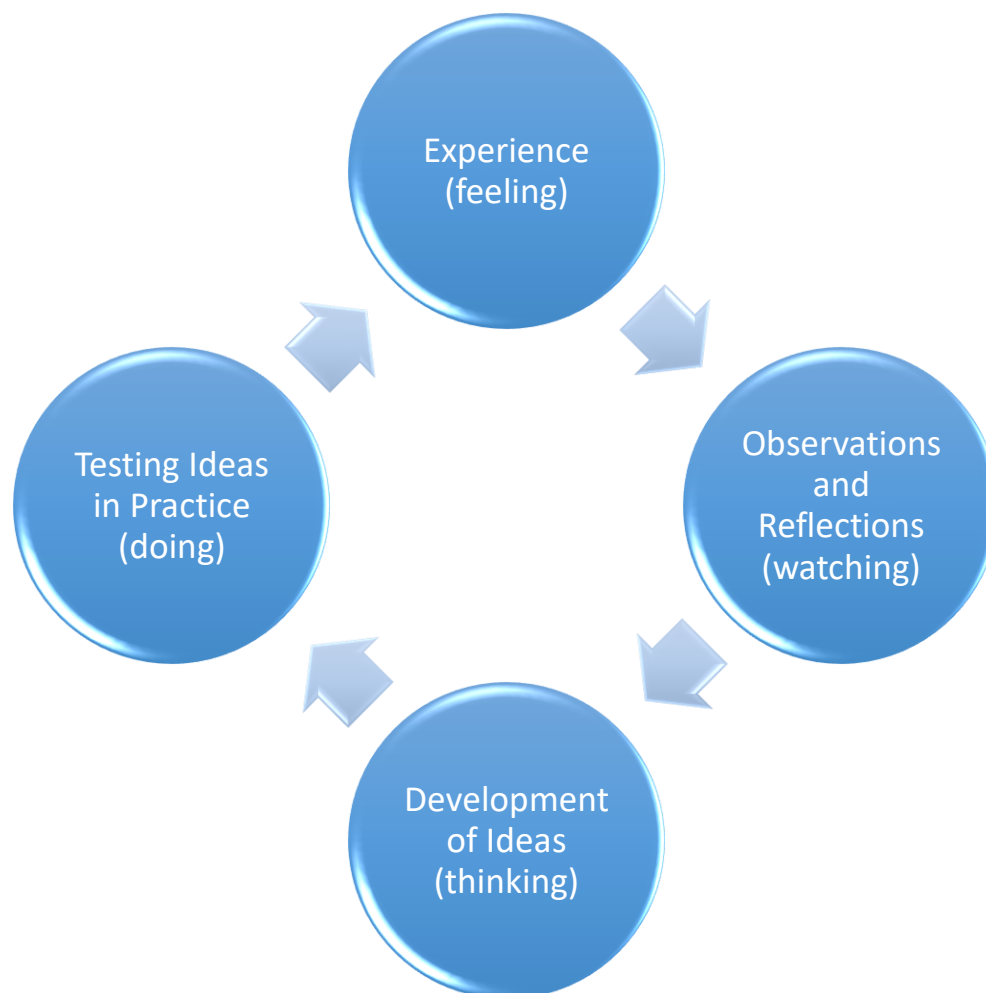 Experience
(feeling)
Observations
and
Reflections
(watching)
Development
of Ideas
(thinking)
Testing Ideas
in Practice
(doing)